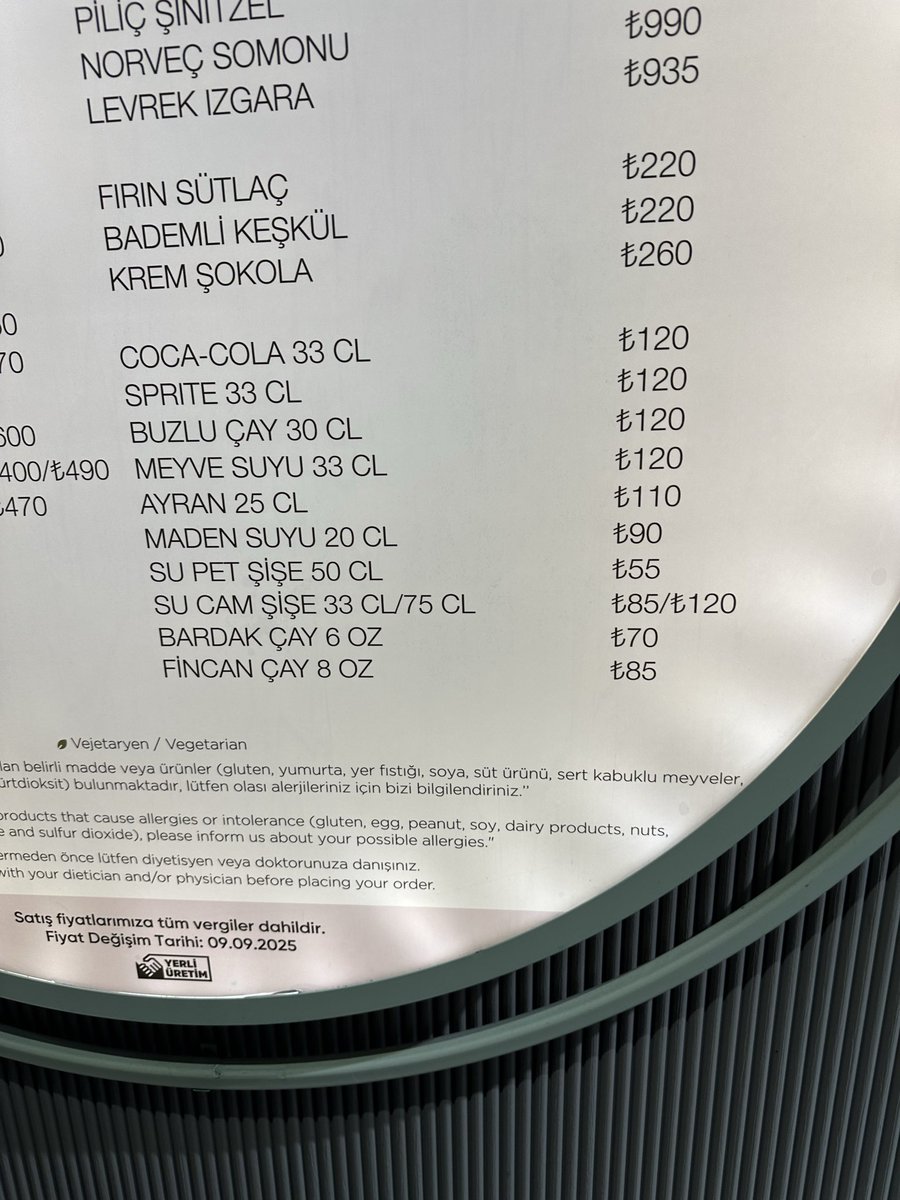 PİLİÇ ŞİNİTZEL
NORVEÇ SOMONU ₺990
LEVREK IZGARA ₺935
FIRIN SÜTLAÇ ₺220
BADEMLİ KEŞKÜL ₺220
KREM ŞOKOLA ₺260
COCA-COLA 33 CL ₺120
SPRITE 33 CL ₺120
BUZLU ÇAY 30 CL ₺120
400/₺490 MEYVE SUYU 33 CL ₺120
₺470 AYRAN 25 CL ₺110
MADEN SUYU 20 CL ₺90
SU PET ŞİŞE 50 CL ₺55
SU CAM ŞİŞE 33 CL/75 CL ₺85/₺120
BARDAK ÇAY 6 OZ ₺70
FİNCAN ÇAY 8 OZ ₺85
Vejetaryen / Vegetarian
belirli madde veya ürünler (gluten, yumurta, yer fıstığı, soya, süt ürünü, sert kabuklu meyveler,
bulunmaktadır, lütfen olası alerjileriniz için bizi bilgilendiriniz."
products that cause allergies or intolerance (gluten, egg, peanut, soy, dairy products, nuts,
and sulfur dioxide), please inform us about your possible allergies."
önce lütfen diyetisyen veya doktorunuza danışınız.
with your dietician and/or physician before placing your order.
Satış fiyatlarımıza tüm vergiler dahildir.
Fiyat Değişim Tarihi: 09.09.2025
YERLİ
ÜRETİM